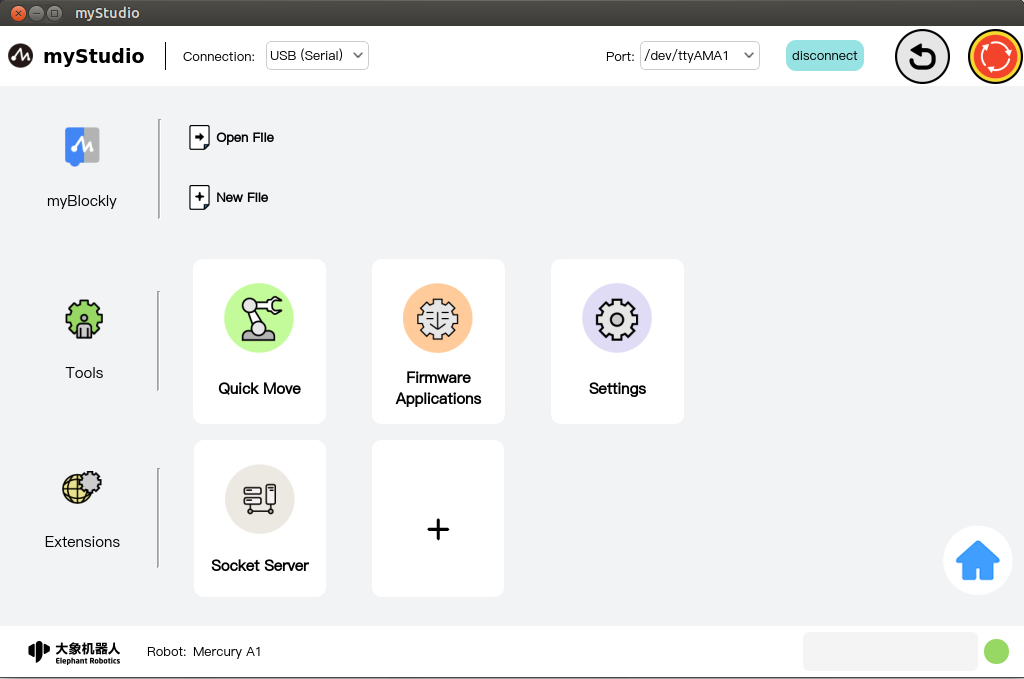 myStudio
myStudio
Connection: USB (Serial)
Port: /dev/ttyAMA1
disconnect
myBlockly
Open File
New File
Tools
Quick Move
Firmware
Applications
Settings
Extensions
Socket Server
大象机器人
Elephant Robotics
Robot: Mercury A1